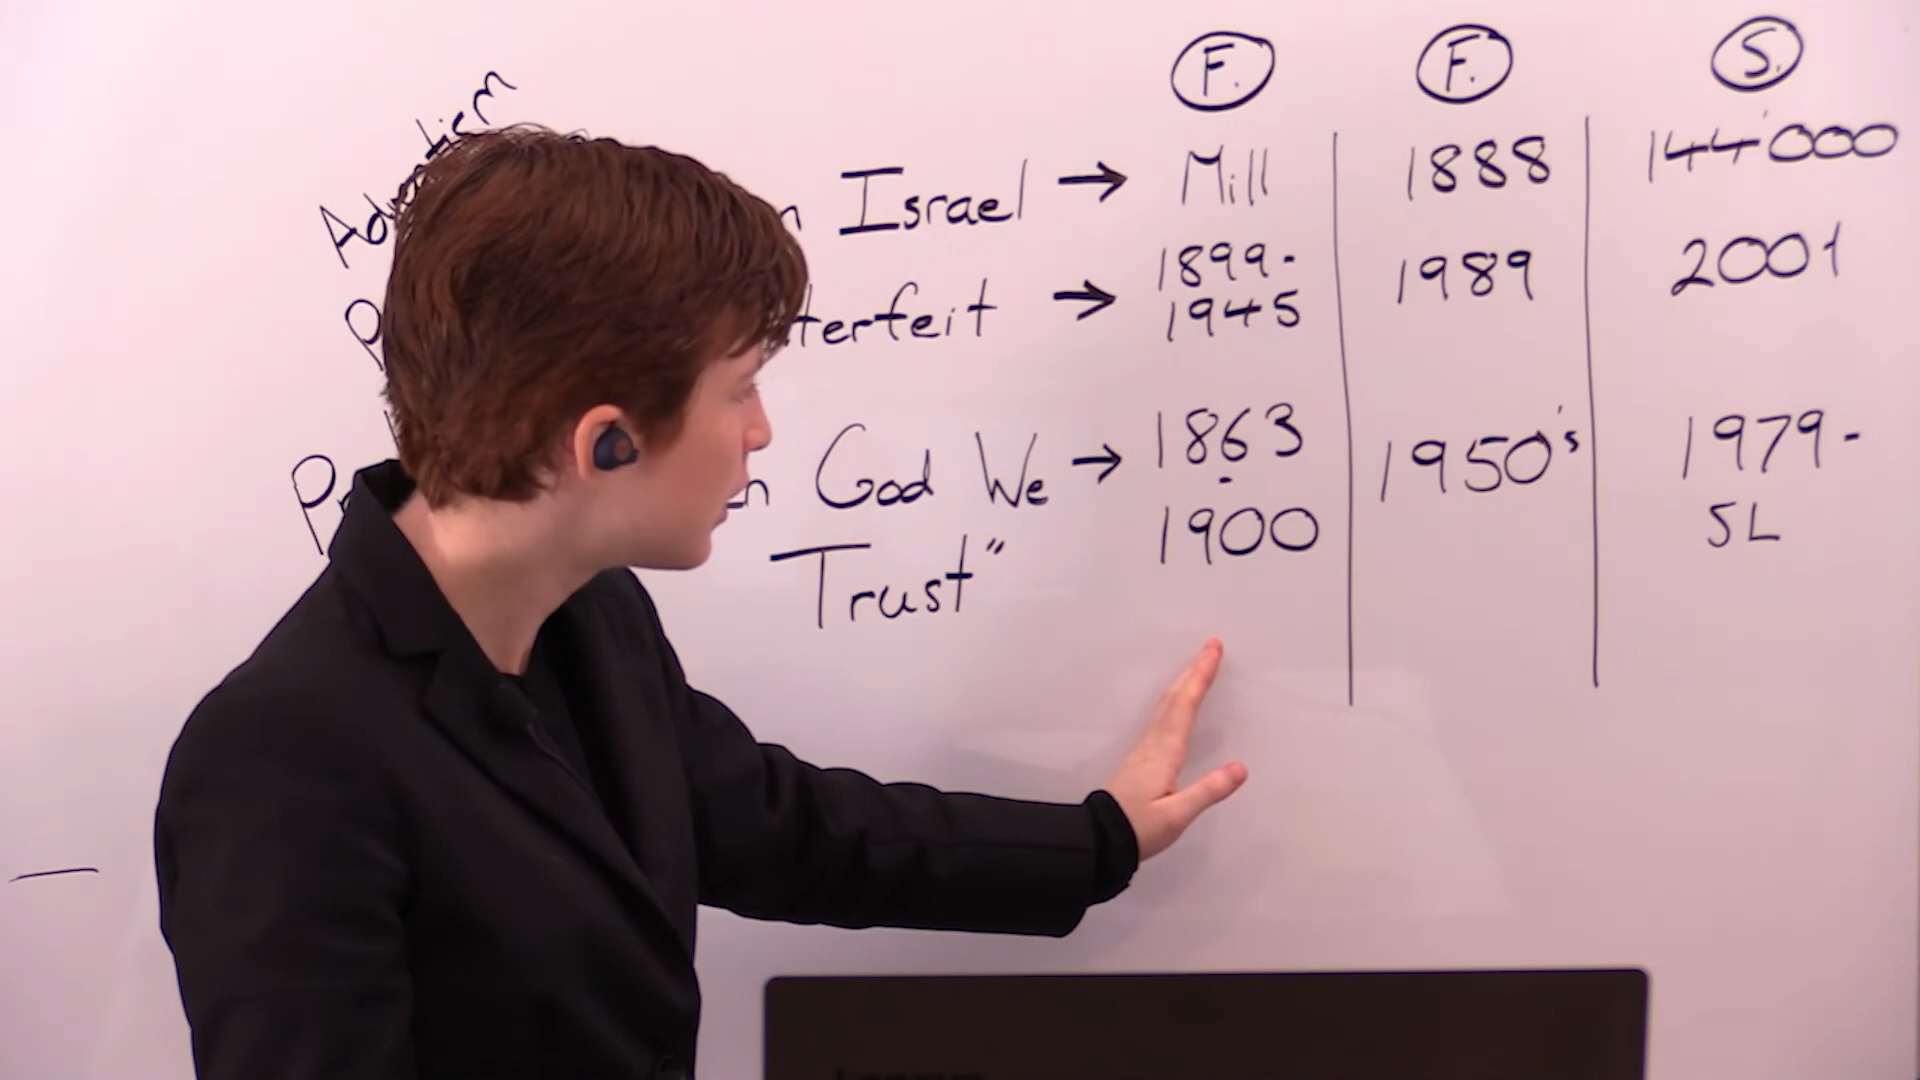 F. F. S.
Israel → Mill 1888 144'000
1899-
1945 1989 2001
terfeit →
God We → 1863 1950's 1979-
-
1900 SL
Trust"